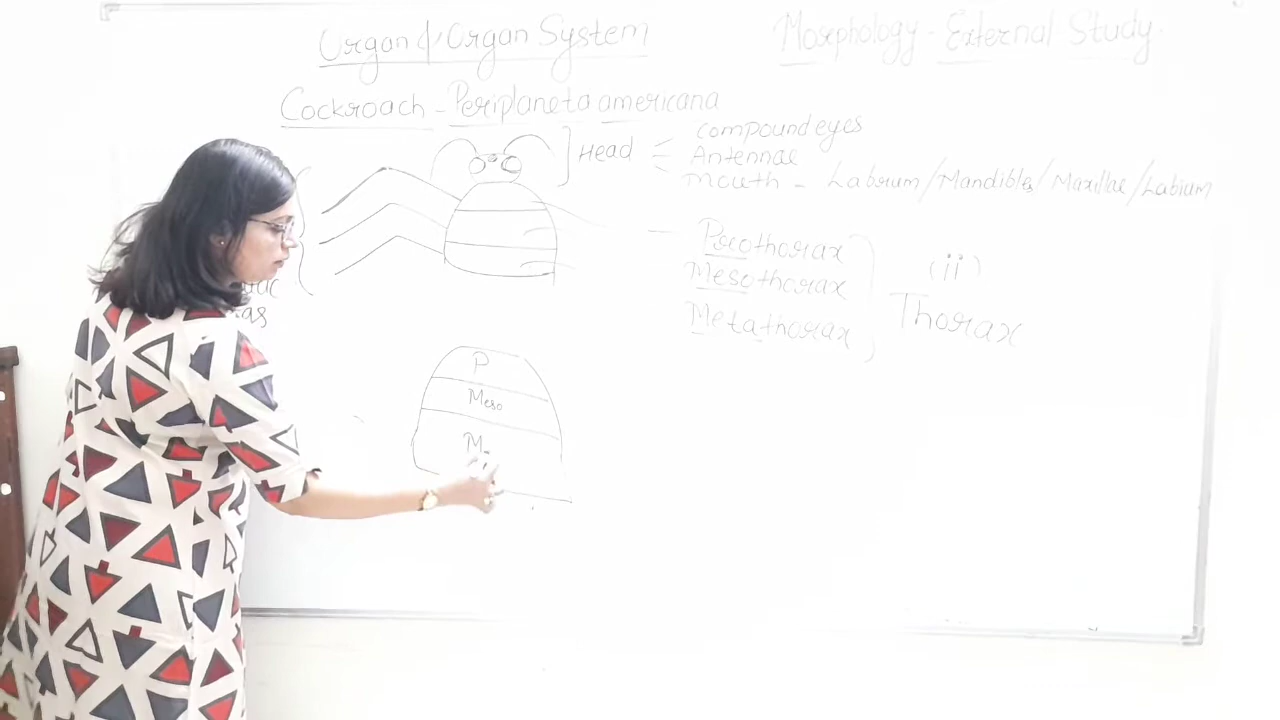 Organ & Organ System
Morphology - External Study.
Cockroach - Periplaneta americana
Head
compound eyes
Antennae
mouth - Labrum/Mandibles/Maxillae/Labium
Prothorax
Mesothorax
Metathorax
(ii)
Thorax
P
Meso
M